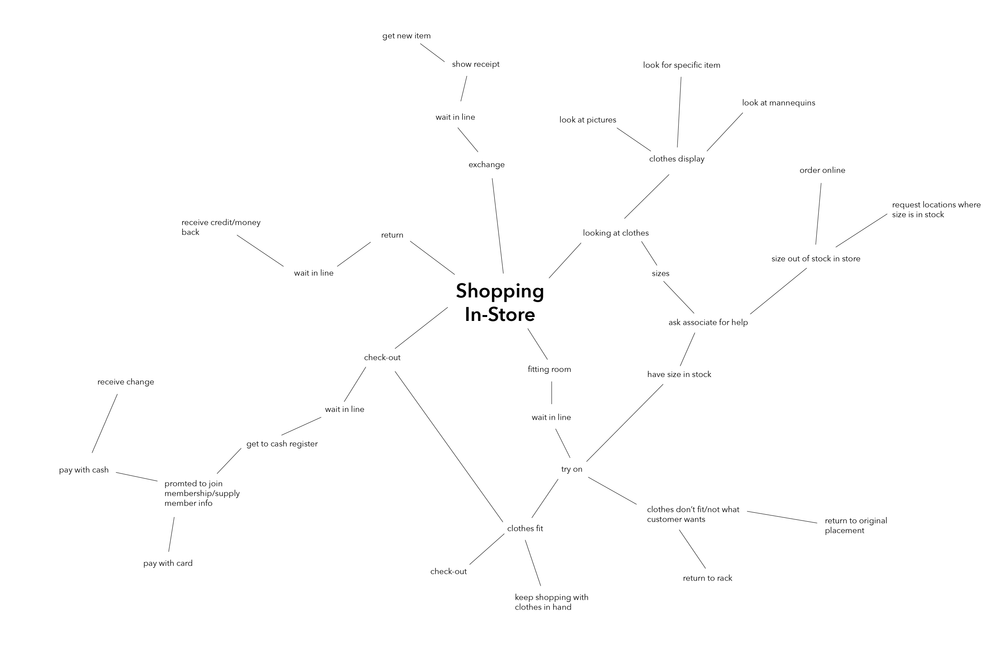 get new item
show receipt
look for specific item
look at mannequins
wait in line
look at pictures
exchange
clothes display
order online
request locations where
size is in stock
receive credit/money
back
return
looking at clothes
size out of stock in store
wait in line
sizes
Shopping
In-Store
ask associate for help
check-out
fitting room
have size in stock
receive change
wait in line
wait in line
get to cash register
pay with cash
try on
promted to join
membership/supply
member info
clothes don't fit/not what
customer wants
return to original
placement
clothes fit
pay with card
check-out
return to rack
keep shopping with
clothes in hand